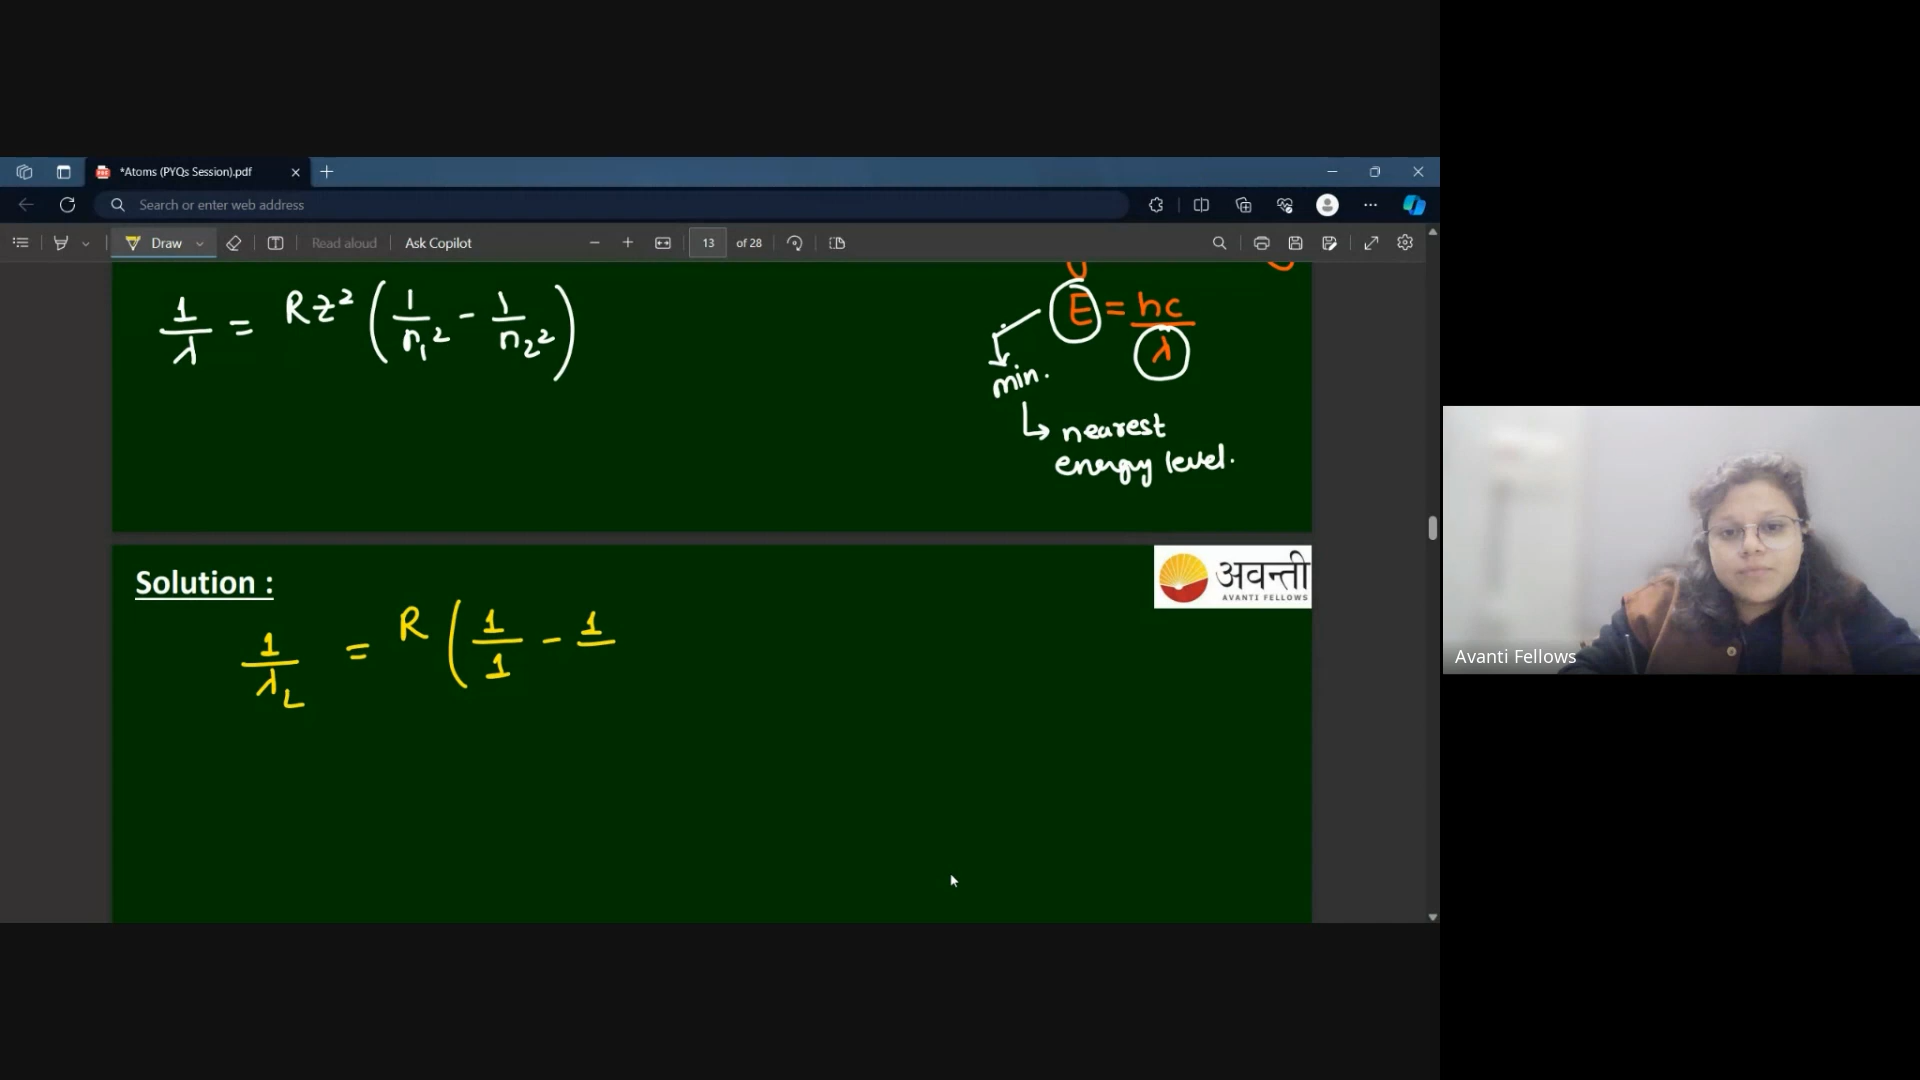 *Atoms (PYQs Session).pdf
Search or enter web address
Draw
Read aloud
Ask Copilot
13 of 28
1/λ = Rz² (1/n₁² - 1/n₂²)
E = hc/λ
min.
↳ nearest
energy level.
Solution :
अवन्ती
AVANTI FELLOWS
1/λL = R (1/1 - 1
Avanti Fellows